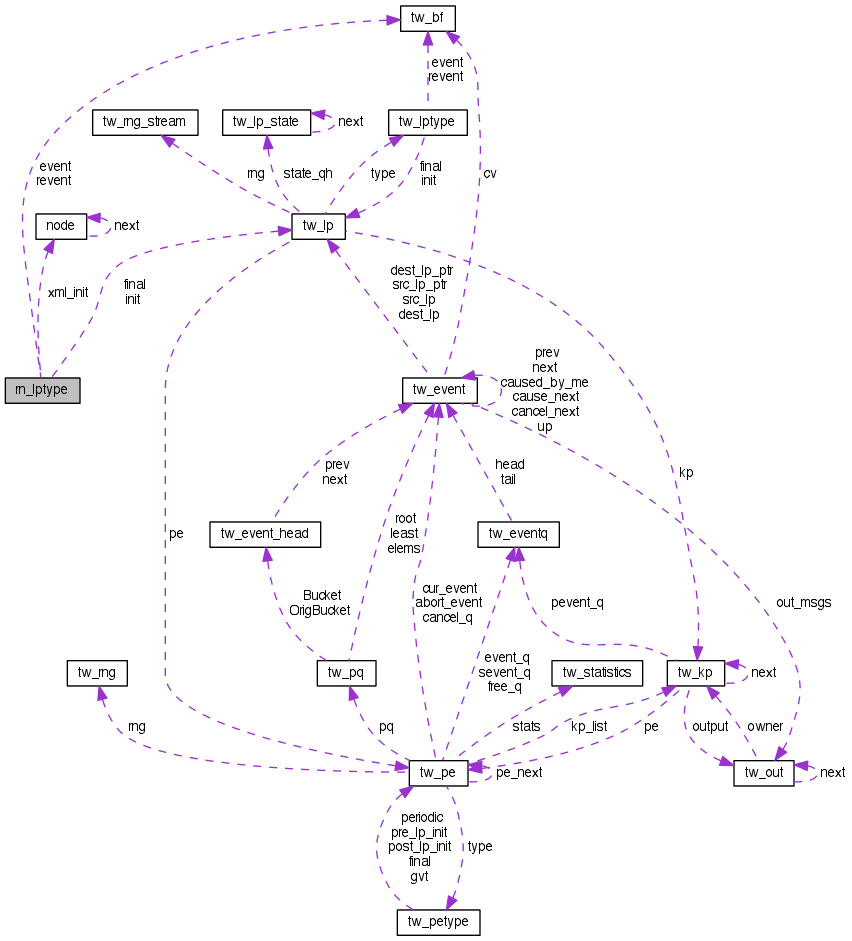 tw_bf
event
revent
tw_rng_stream
tw_lp_state
next
tw_lptype
event
revent
rng
state_qh
type
final
init
cv
node
next
tw_lp
xml_init
final
init
dest_lp_ptr
src_lp_ptr
src_lp
dest_lp
rn_lptype
tw_event
prev
next
caused_by_me
cause_next
cancel_next
up
kp
prev
next
head
tail
tw_event_head
root
least
elems
tw_eventq
pe
Bucket
OrigBucket
cur_event
abort_event
cancel_q
pevent_q
out_msgs
tw_rng
tw_pq
event_q
sevent_q
free_q
tw_statistics
tw_kp
next
rng
pq
stats
kp_list
pe
output
owner
tw_pe
pe_next
tw_out
next
periodic
pre_lp_init
post_lp_init
final
gvt
type
tw_petype